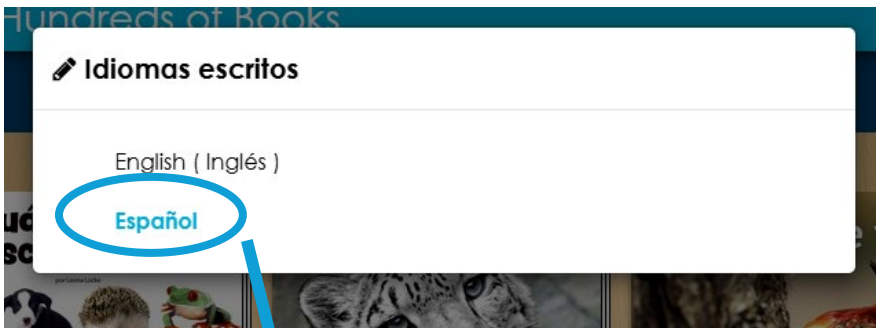 Hundreds of Books
Idiomas escritos
English ( Inglés )
Español
por Leona Locke